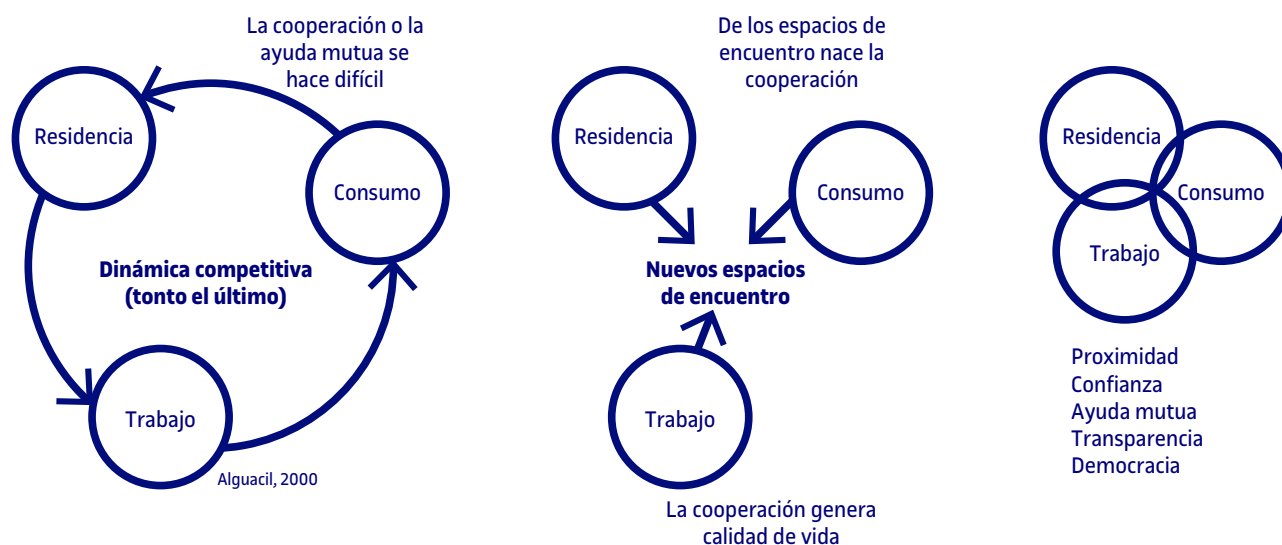 La cooperación o la
ayuda mutua se
hace difícil
Residencia
Consumo
Dinámica competitiva
(tonto el último)
Trabajo
Alguacil, 2000
De los espacios de
encuentro nace la
cooperación
Residencia
Consumo
Nuevos espacios
de encuentro
Trabajo
La cooperación genera
calidad de vida
Residencia
Consumo
Trabajo
Proximidad
Confianza
Ayuda mutua
Transparencia
Democracia